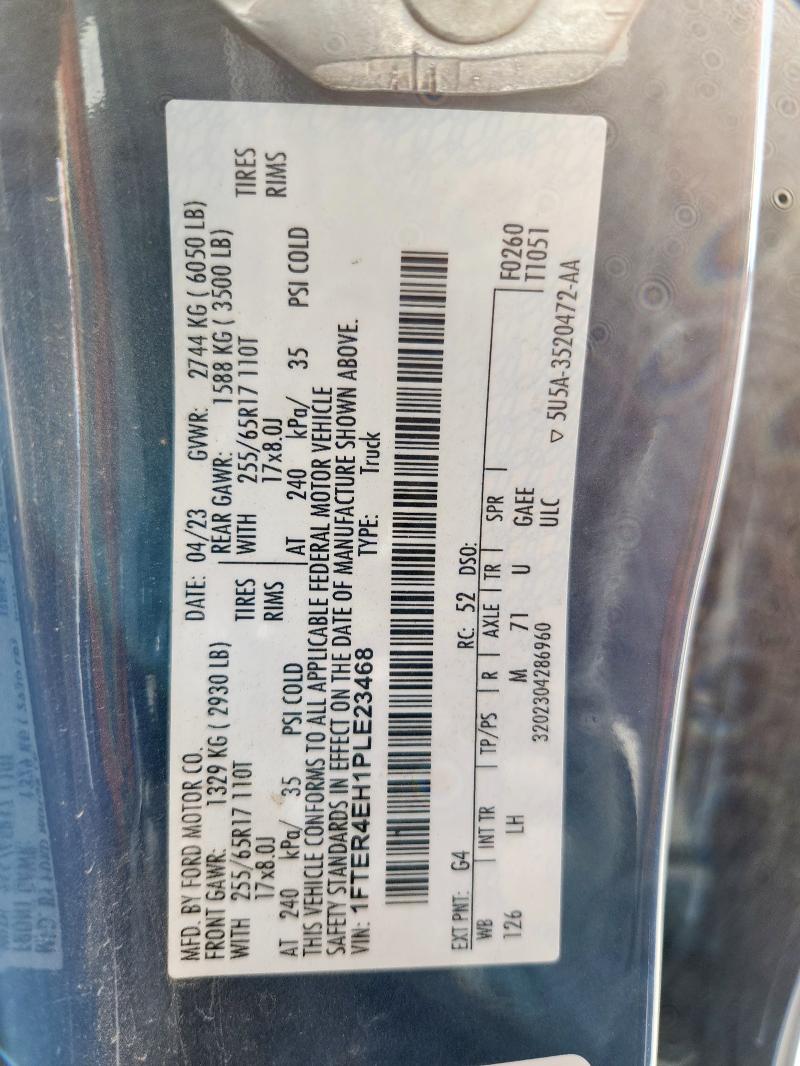 MFD. BY FORD MOTOR CO.
DATE: 04/23 GVWR: 2744 KG ( 6050 LB)
FRONT GAWR: 1329 KG ( 2930 LB)
REAR GAWR: 1588 KG ( 3500 LB)
WITH 255/65R17 110T TIRES
WITH 255/65R17 110T TIRES
17x8.0J RIMS
17x8.0J RIMS
AT 240 kPa/ 35 PSI COLD
AT 240 kPa/ 35 PSI COLD
THIS VEHICLE CONFORMS TO ALL APPLICABLE FEDERAL MOTOR VEHICLE
SAFETY STANDARDS IN EFFECT ON THE DATE OF MANUFACTURE SHOWN ABOVE.
VIN: 1FTER4EH1PLE23468 TYPE: Truck
EXT PNT: G4 RC: 52 DSO: F0260
WB INT TR TP/PS R AXLE TR SPR T1051
126 LH M 71 U GAEE
3202304286960 ULC 5U5A-3520472-AA